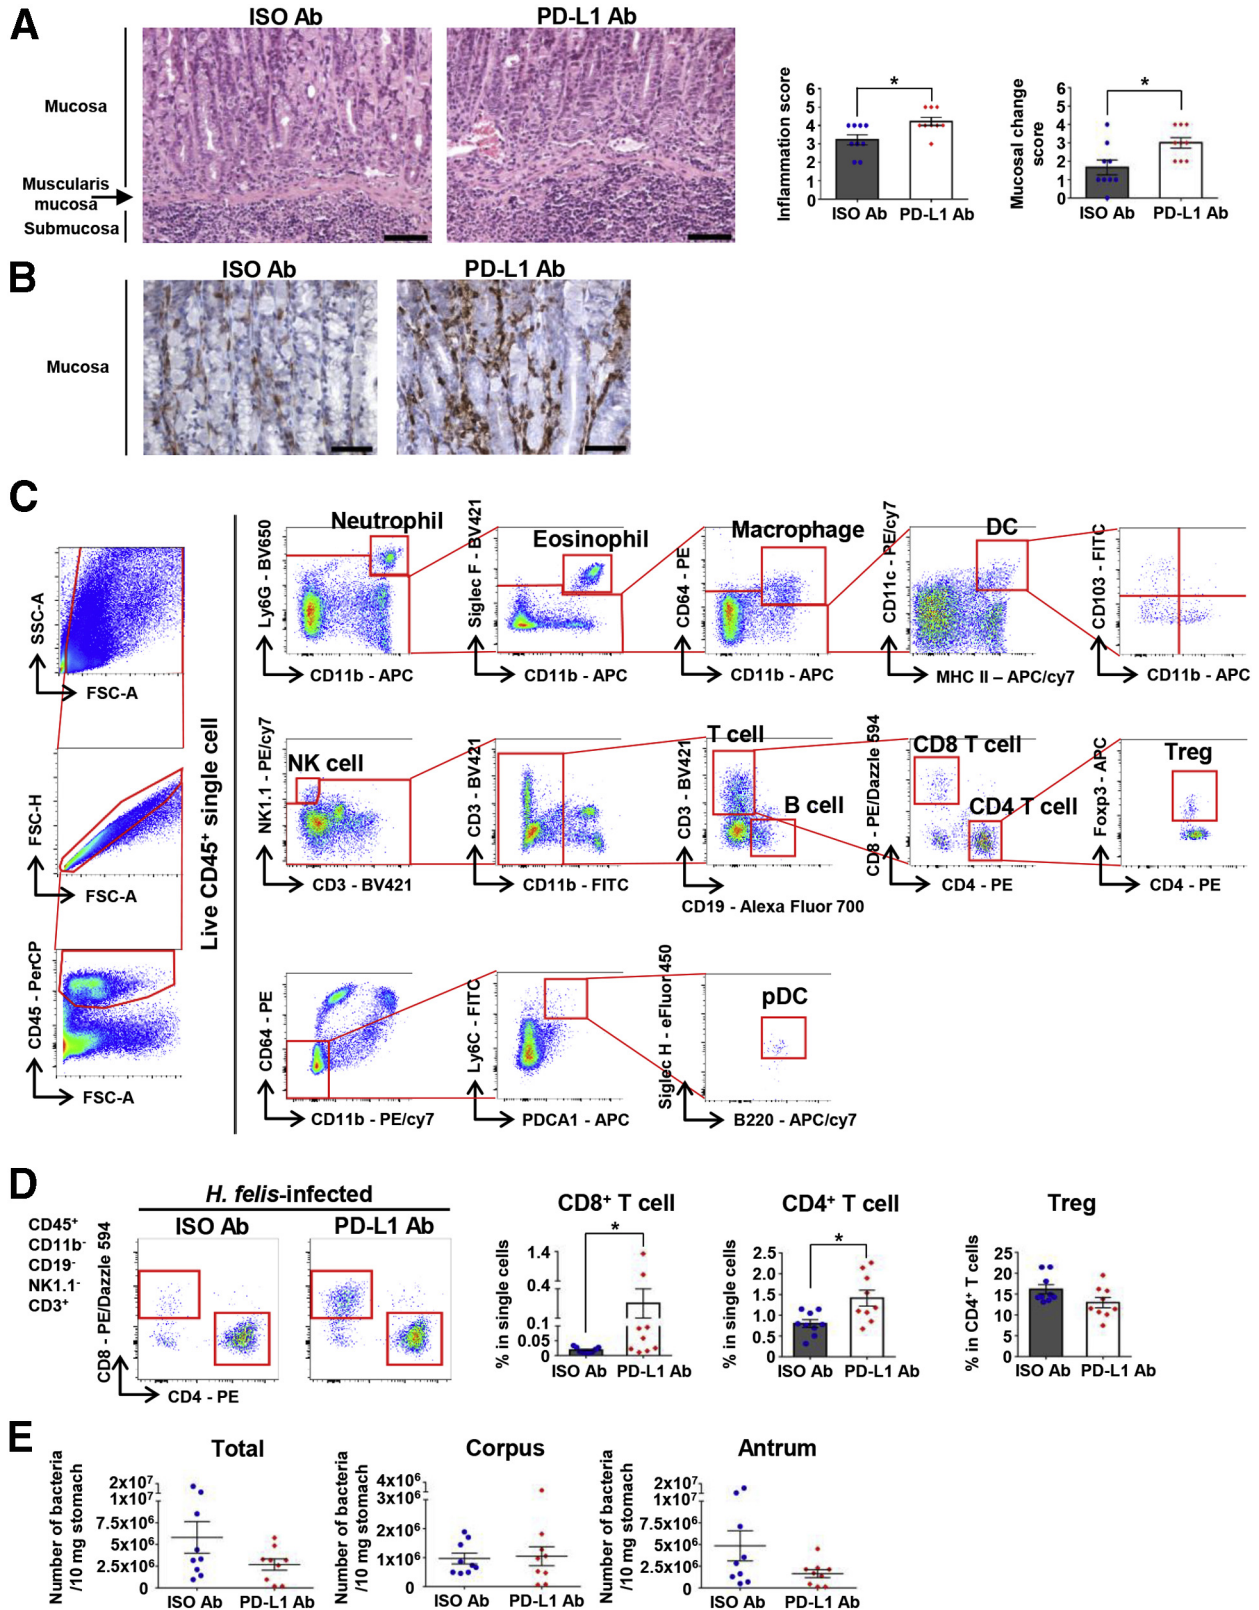 A
ISO Ab
PD-L1 Ab
Mucosa
Muscularis
mucosa
Submucosa
Inflammation score
6
5
4
3
2
1
0
*
ISO Ab
PD-L1 Ab
Mucosal change
score
6
5
4
3
2
1
0
*
ISO Ab
PD-L1 Ab
B
ISO Ab
PD-L1 Ab
Mucosa
C
SSC-A
FSC-A
FSC-H
FSC-A
CD45 - PerCP
FSC-A
Live CD45⁺ single cell
Neutrophil
Ly6G - BV650
CD11b - APC
Eosinophil
Siglec F - BV421
CD11b - APC
Macrophage
CD64 - PE
CD11b - APC
DC
CD11c - PE/cy7
MHC II – APC/cy7
CD103 - FITC
CD11b - APC
NK cell
NK1.1 - PE/cy7
CD3 - BV421
CD3 - BV421
CD11b - FITC
T cell
B cell
CD3 - BV421
CD19 - Alexa Fluor 700
CD8 T cell
CD4 T cell
CD8 - PE/Dazzle 594
CD4 - PE
Treg
Foxp3 - APC
CD4 - PE
CD64 - PE
CD11b - PE/cy7
Ly6C - FITC
PDCA1 - APC
pDC
Siglec H - eFluor 450
B220 - APC/cy7
D
H. felis-infected
ISO Ab
PD-L1 Ab
CD45⁺
CD11b⁻
CD19⁻
NK1.1⁻
CD3⁺
CD8 - PE/Dazzle 594
CD4 - PE
CD8⁺ T cell
% in single cells
1.4
0.4
0.1
0.05
0
*
ISO Ab
PD-L1 Ab
CD4⁺ T cell
% in single cells
2.5
2.0
1.5
1.0
0.5
0
*
ISO Ab
PD-L1 Ab
Treg
% in CD4⁺ T cells
25
20
15
10
5
0
ISO Ab
PD-L1 Ab
E
Total
Number of bacteria
/10 mg stomach
2x10⁷
1x10⁷
7.5x10⁶
5x10⁶
2.5x10⁶
0
ISO Ab
PD-L1 Ab
Corpus
Number of bacteria
/10 mg stomach
4x10⁶
3x10⁶
2x10⁶
1x10⁶
0
ISO Ab
PD-L1 Ab
Antrum
Number of bacteria
/10 mg stomach
2x10⁷
1x10⁷
7.5x10⁶
5x10⁶
2.5x10⁶
0
ISO Ab
PD-L1 Ab